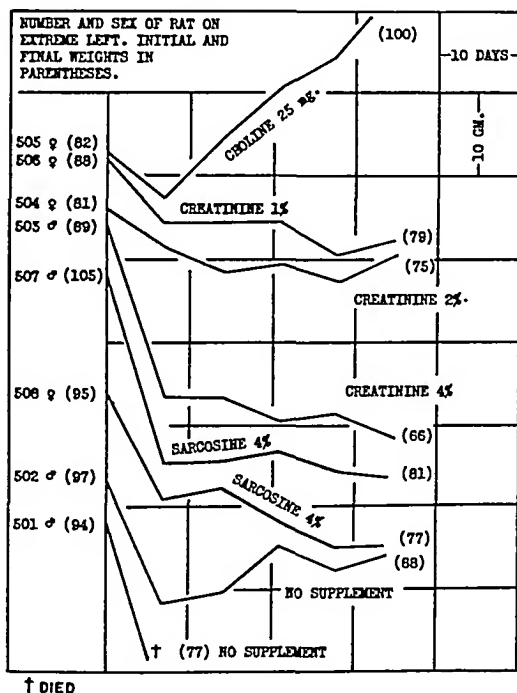 NUMBER AND SEX OF RAT ON
EXTREME LEFT. INITIAL AND
FINAL WEIGHTS IN
PARENTHESES.
(100)
10 DAYS
10 GM.
CHOLINE 25 mg.
505 ♀ (82)
506 ♀ (88)
504 ♀ (81)
503 ♂ (89)
507 ♂ (105)
CREATININE 1%
(79)
(75)
CREATININE 2%.
CREATININE 4%
508 ♀ (95)
(66)
SARCOSINE 4%
(81)
502 ♂ (97)
SARCOSINE 4%
501 ♂ (94)
(77)
(88)
NO SUPPLEMENT
† (77) NO SUPPLEMENT
† DIED